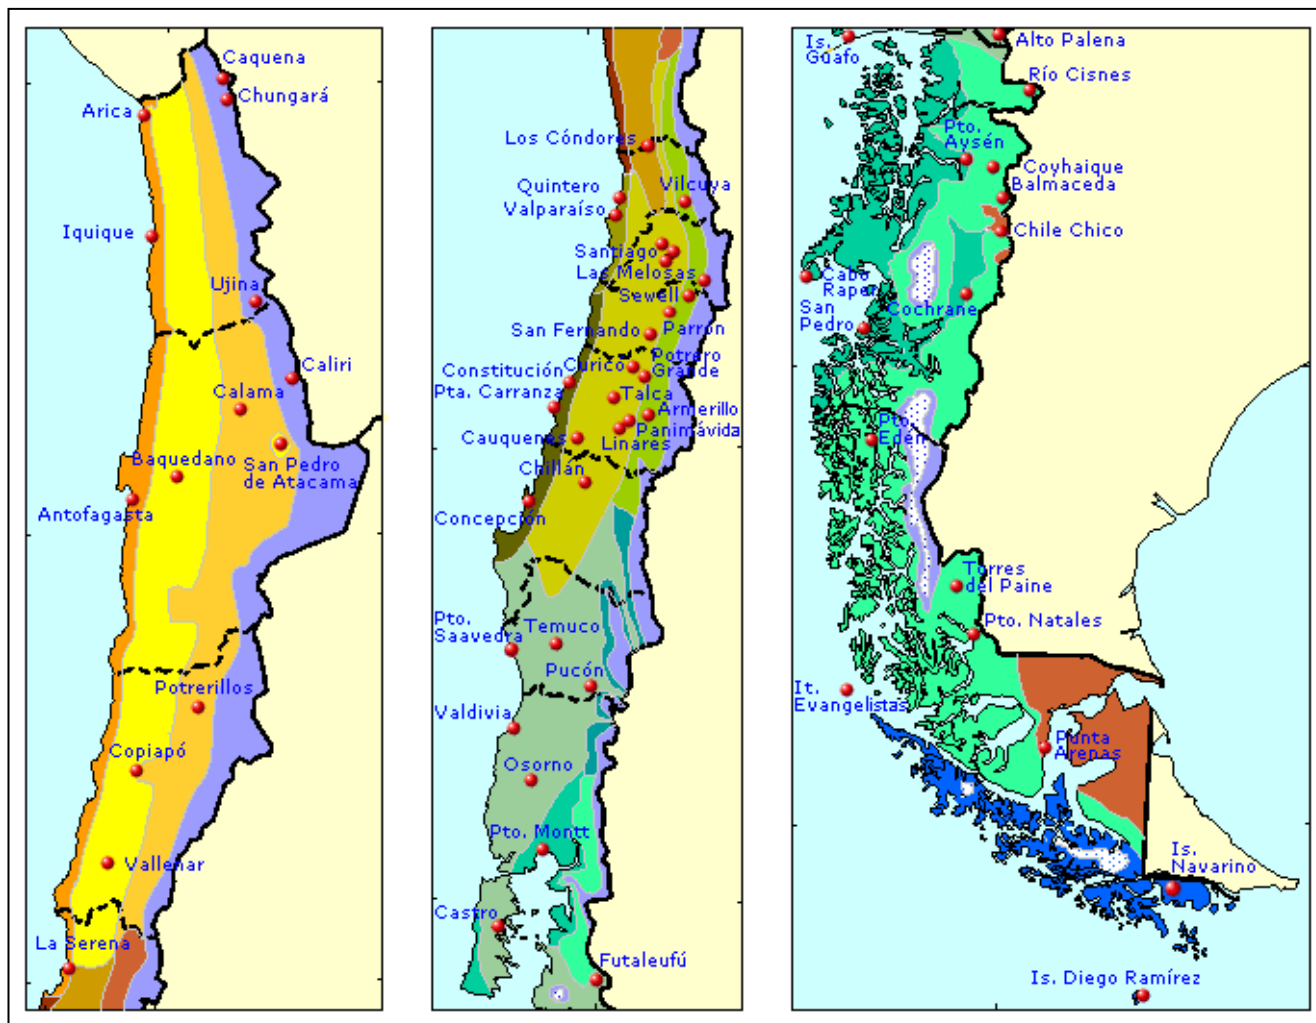 Caquena
Chungará
Arica
Iquique
Ujina
Caliri
Calama
Baquedano
San Pedro
de Atacama
Antofagasta
Potrerillos
Copiapó
Vallenar
La Serena
Los Cóndores
Quintero
Vilcuya
Valparaíso
Santiago
Las Melosas
Sewell
San Fernando
Parrón
Curicó
Potrero
Grande
Constitución
Pta. Carranza
Talca
Armerillo
Panimávida
Cauquenes
Linares
Chillán
Concepción
Pto.
Saavedra
Temuco
Pucón
Valdivia
Osorno
Pto. Montt
Castro
Futaleufú
Is.
Guafo
Alto Palena
Río Cisnes
Pto.
Aysén
Coyhaique
Balmaceda
Chile Chico
Cabo
Raper
Cochrane
San
Pedro
Pto.
Edén
Torres
del Paine
Pto. Natales
It.
Evangelistas
Punta
Arenas
Is.
Navarino
Is. Diego Ramírez